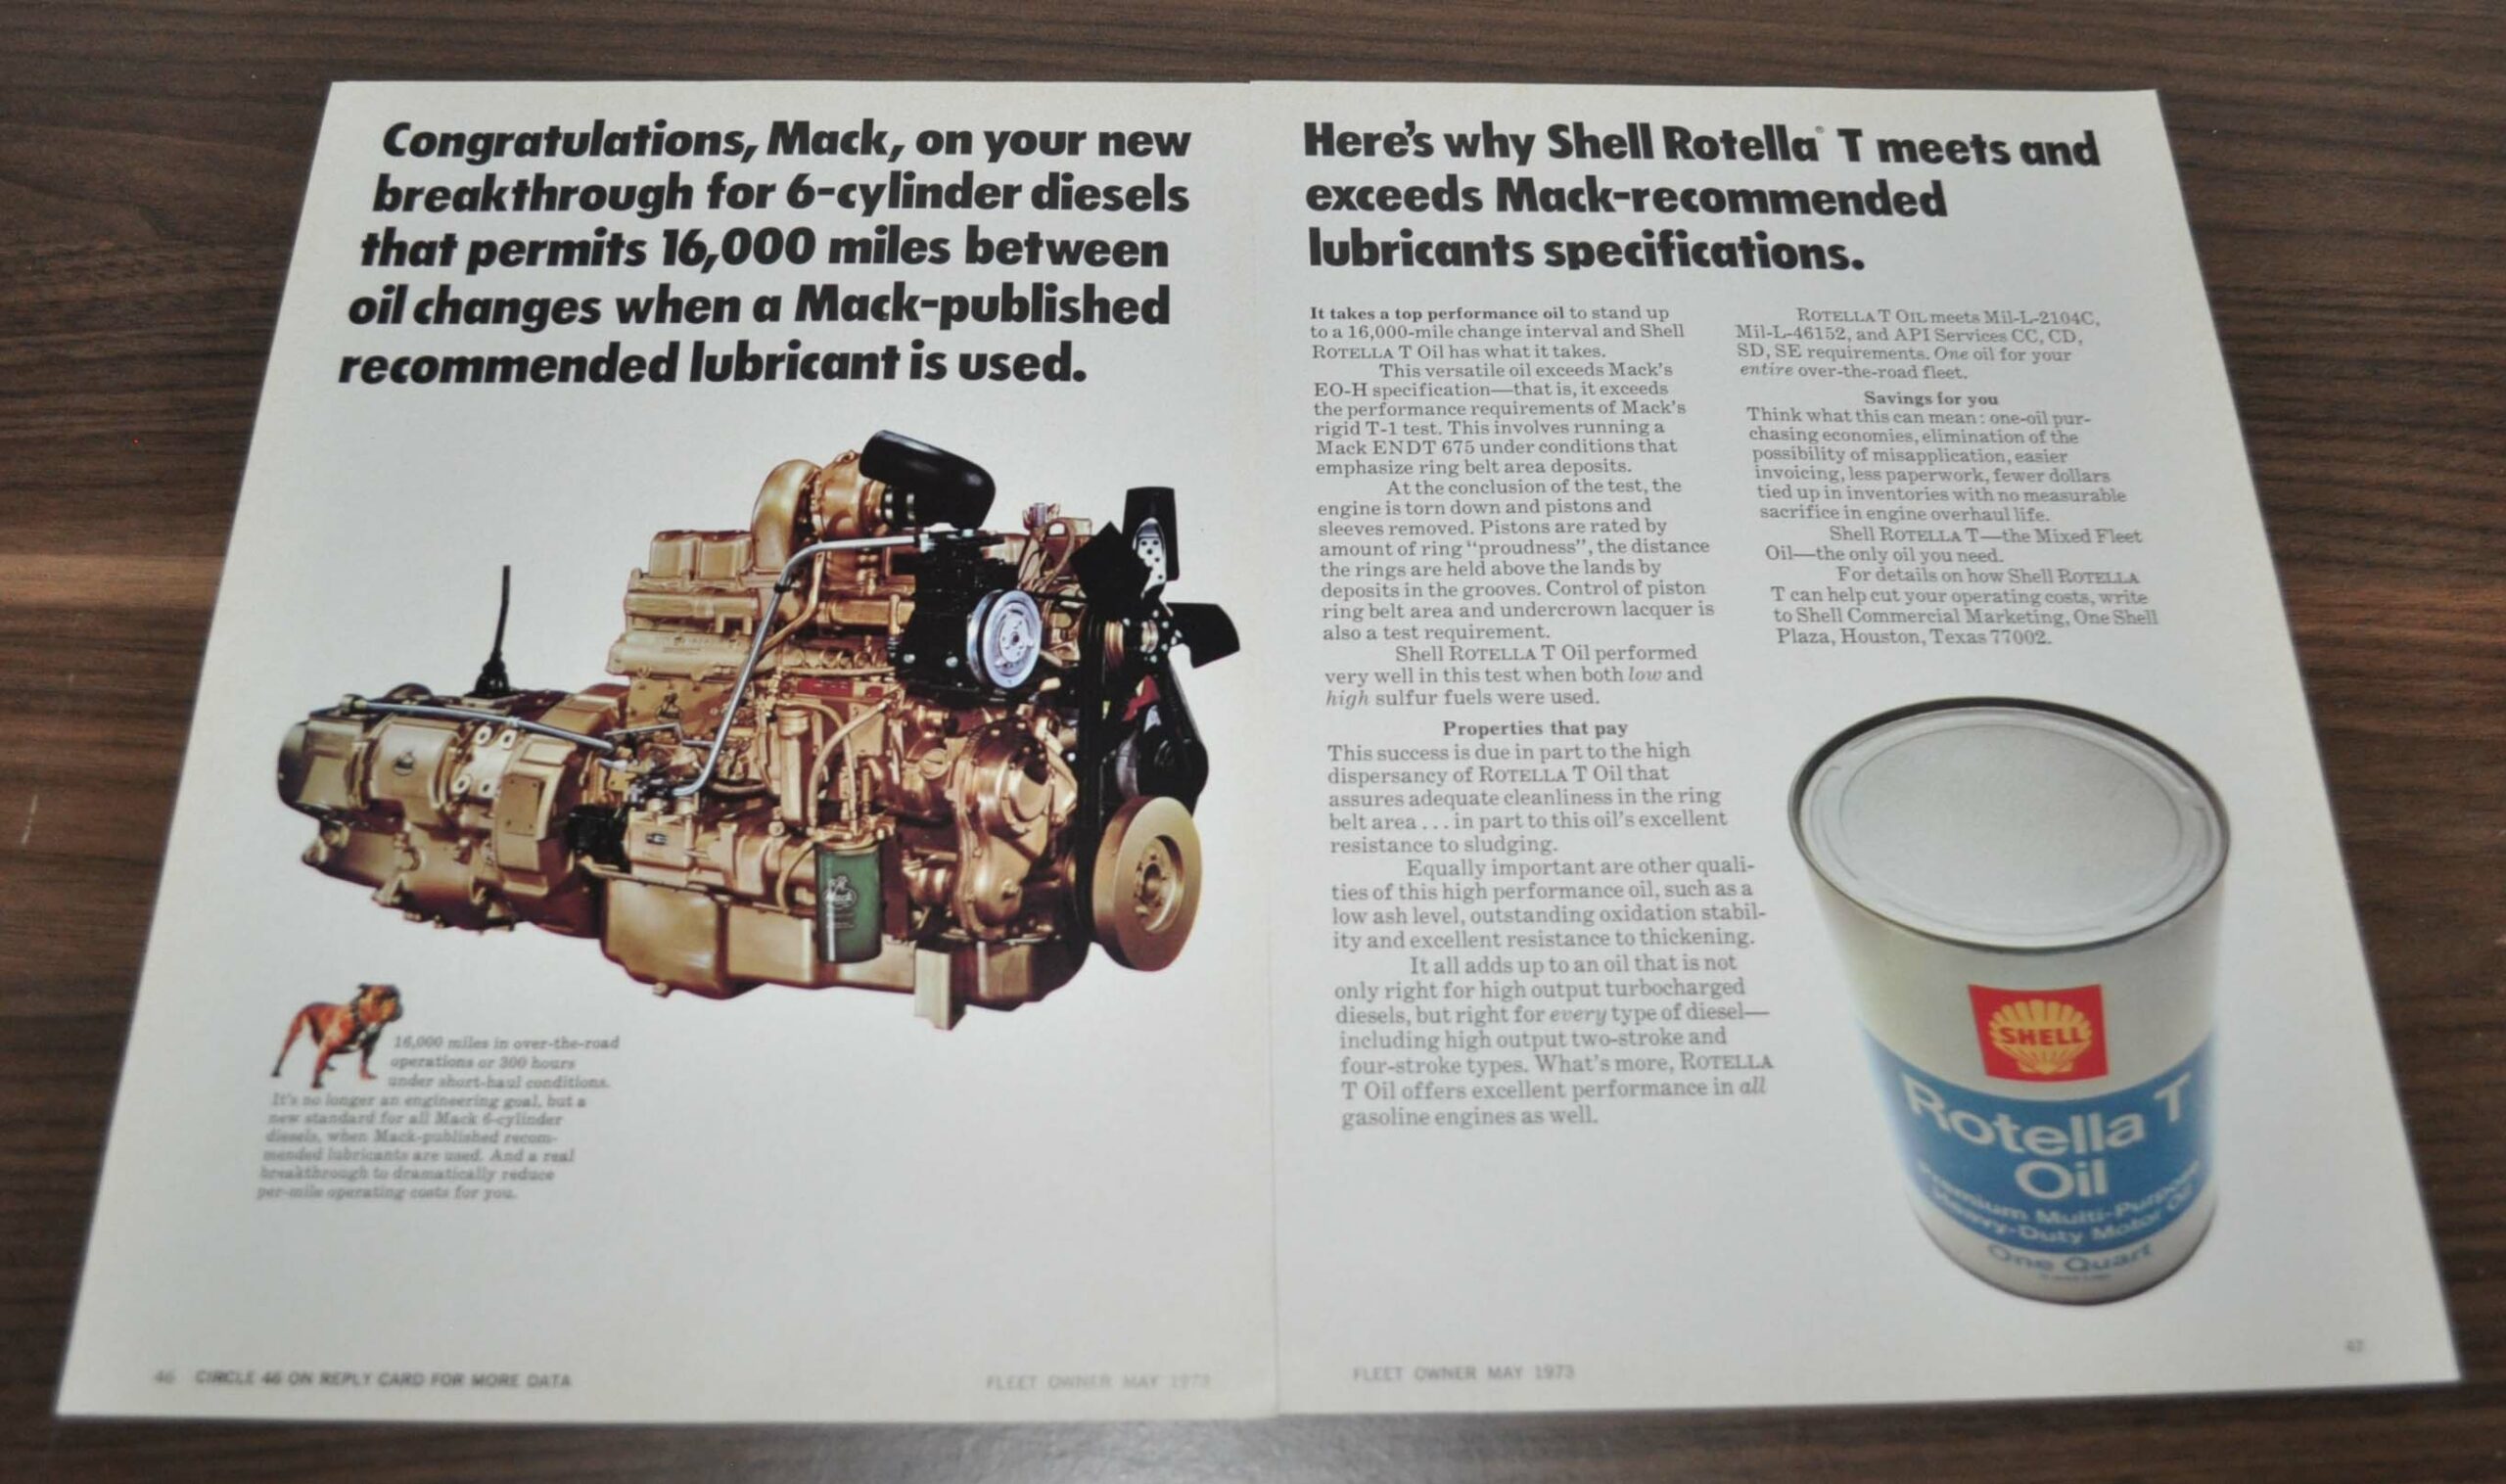 Congratulations, Mack, on your new
breakthrough for 6-cylinder diesels
that permits 16,000 miles between
oil changes when a Mack-published
recommended lubricant is used.
Mack
Mack
16,000 miles in over-the-road
operations or 300 hours
under short-haul conditions.
It's no longer an engineering goal, but a
new standard for all Mack 6-cylinder
diesels, when Mack-published recom-
mended lubricants are used. And a real
breakthrough to dramatically reduce
per-mile operating costs for you.
46 CIRCLE 46 ON REPLY CARD FOR MORE DATA
FLEET OWNER MAY 1973
Here's why Shell Rotella® T meets and
exceeds Mack-recommended
lubricants specifications.
It takes a top performance oil to stand up
to a 16,000-mile change interval and Shell
ROTELLA T Oil has what it takes.
This versatile oil exceeds Mack's
EO-H specification—that is, it exceeds
the performance requirements of Mack's
rigid T-1 test. This involves running a
Mack ENDT 675 under conditions that
emphasize ring belt area deposits.
At the conclusion of the test, the
engine is torn down and pistons and
sleeves removed. Pistons are rated by
amount of ring "proudness", the distance
the rings are held above the lands by
deposits in the grooves. Control of piston
ring belt area and undercrown lacquer is
also a test requirement.
Shell ROTELLA T Oil performed
very well in this test when both low and
high sulfur fuels were used.
Properties that pay
This success is due in part to the high
dispersancy of ROTELLA T Oil that
assures adequate cleanliness in the ring
belt area . . . in part to this oil's excellent
resistance to sludging.
Equally important are other quali-
ties of this high performance oil, such as a
low ash level, outstanding oxidation stabil-
ity and excellent resistance to thickening.
It all adds up to an oil that is not
only right for high output turbocharged
diesels, but right for every type of diesel—
including high output two-stroke and
four-stroke types. What's more, ROTELLA
T Oil offers excellent performance in all
gasoline engines as well.
ROTELLA T OIL meets Mil-L-2104C,
Mil-L-46152, and API Services CC, CD,
SD, SE requirements. One oil for your
entire over-the-road fleet.
Savings for you
Think what this can mean: one-oil pur-
chasing economies, elimination of the
possibility of misapplication, easier
invoicing, less paperwork, fewer dollars
tied up in inventories with no measurable
sacrifice in engine overhaul life.
Shell ROTELLA T—the Mixed Fleet
Oil—the only oil you need.
For details on how Shell ROTELLA
T can help cut your operating costs, write
to Shell Commercial Marketing, One Shell
Plaza, Houston, Texas 77002.
SHELL
Rotella T
Oil
Premium Multi-Purpose
Heavy-Duty Motor Oil
One Quart
FLEET OWNER MAY 1973